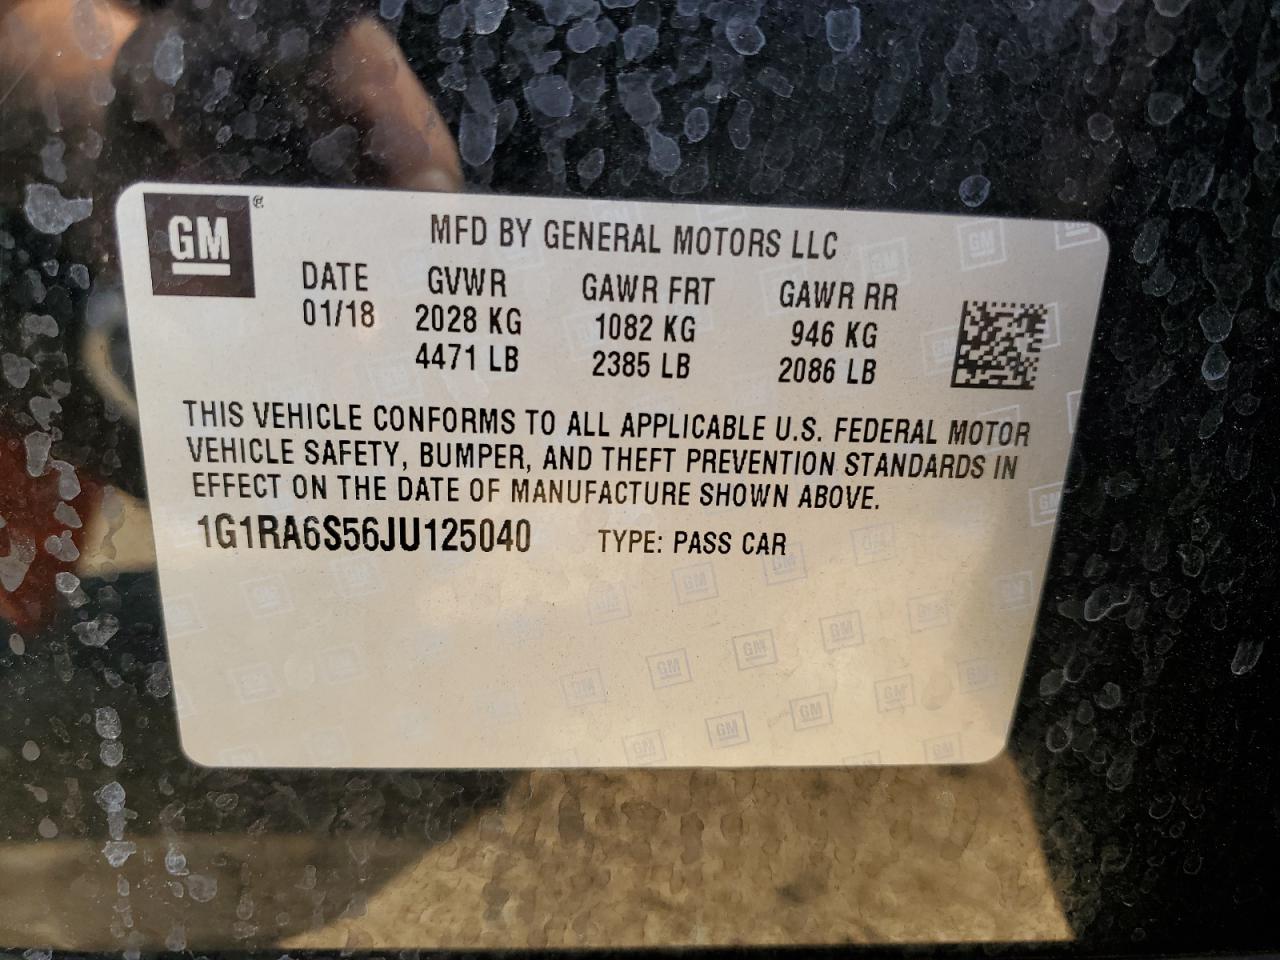 GM ®
MFD BY GENERAL MOTORS LLC
DATE GVWR GAWR FRT GAWR RR
01/18 2028 KG 1082 KG 946 KG
4471 LB 2385 LB 2086 LB
THIS VEHICLE CONFORMS TO ALL APPLICABLE U.S. FEDERAL MOTOR
VEHICLE SAFETY, BUMPER, AND THEFT PREVENTION STANDARDS IN
EFFECT ON THE DATE OF MANUFACTURE SHOWN ABOVE.
1G1RA6S56JU125040 TYPE: PASS CAR